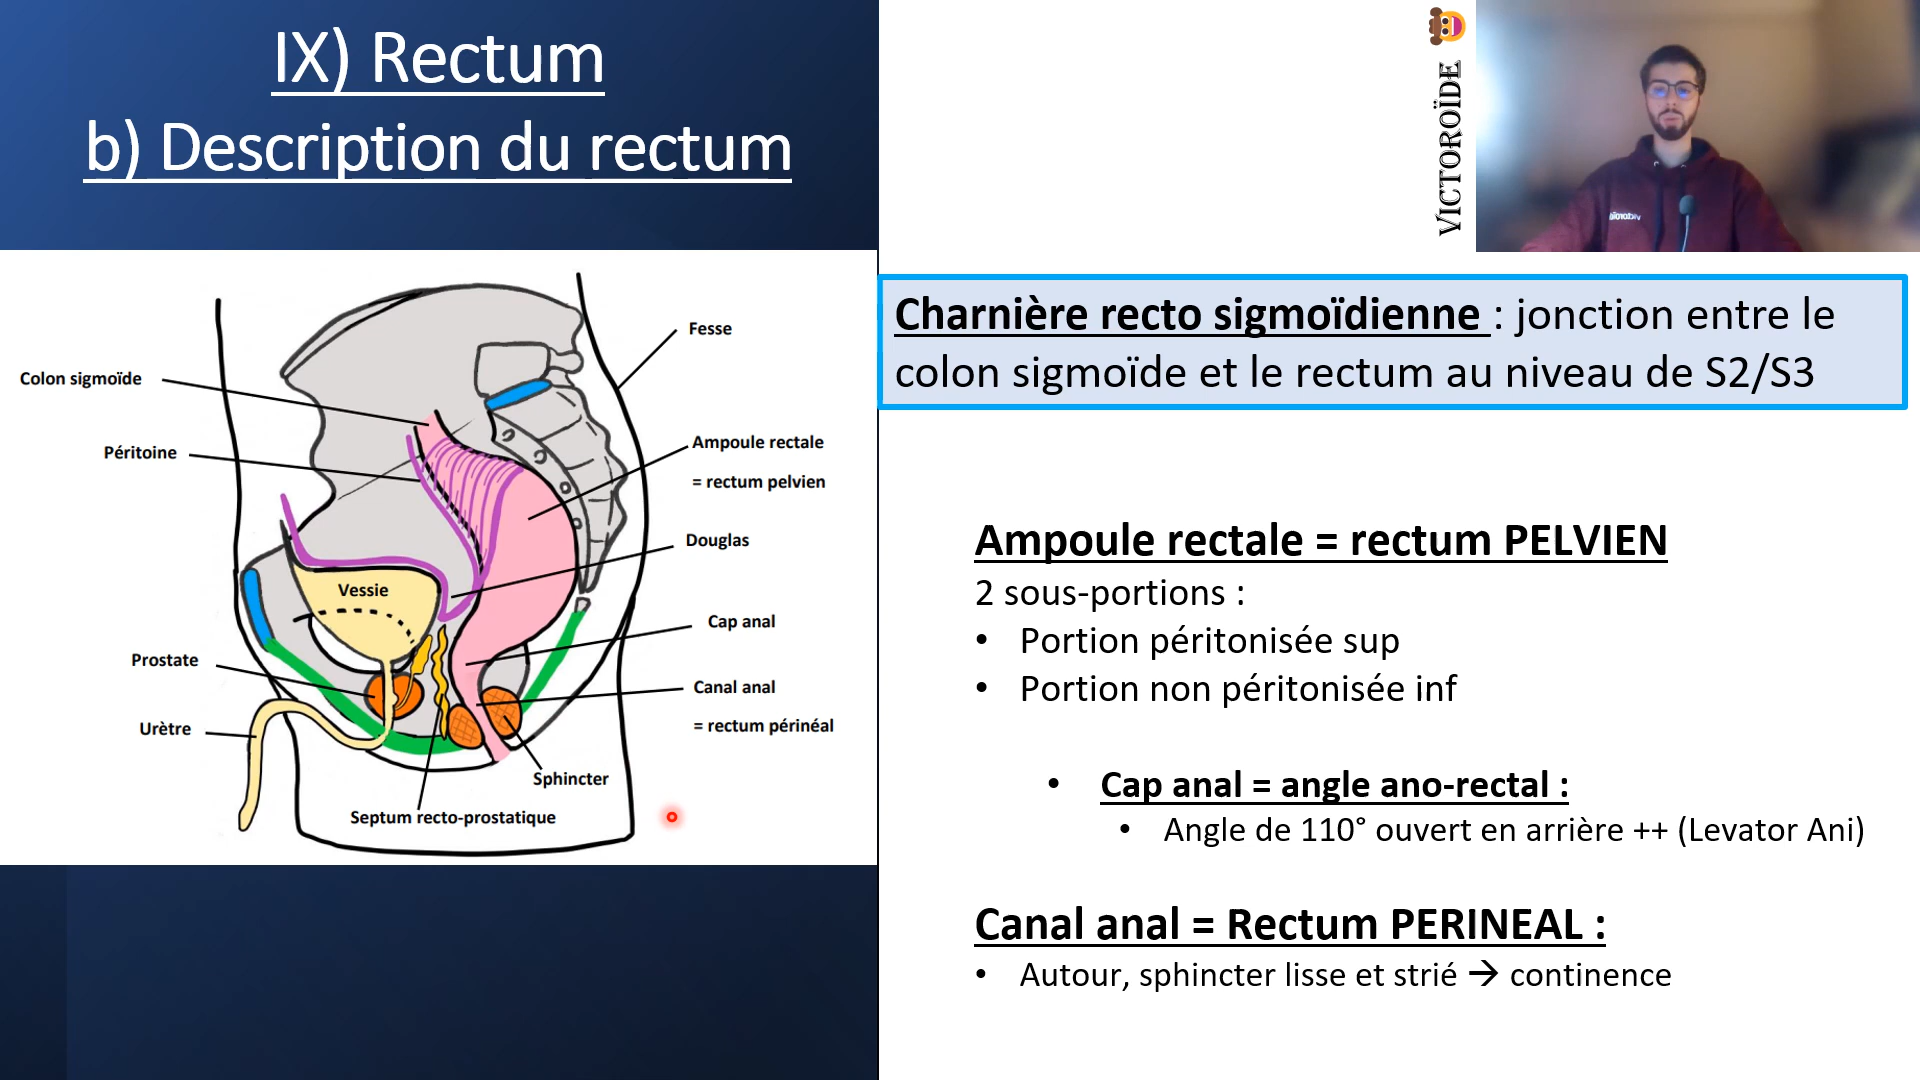 IX) Rectum
b) Description du rectum
VICTOROÏDE
Charnière recto sigmoïdienne : jonction entre le
colon sigmoïde et le rectum au niveau de S2/S3
Fesse
Colon sigmoïde
Ampoule rectale
= rectum pelvien
Péritoine
Douglas
Vessie
Cap anal
Prostate
Canal anal
= rectum périnéal
Urètre
Sphincter
Septum recto-prostatique
Ampoule rectale = rectum PELVIEN
2 sous-portions :
• Portion péritonisée sup
• Portion non péritonisée inf
• Cap anal = angle ano-rectal :
• Angle de 110° ouvert en arrière ++ (Levator Ani)
Canal anal = Rectum PERINEAL :
• Autour, sphincter lisse et strié → continence